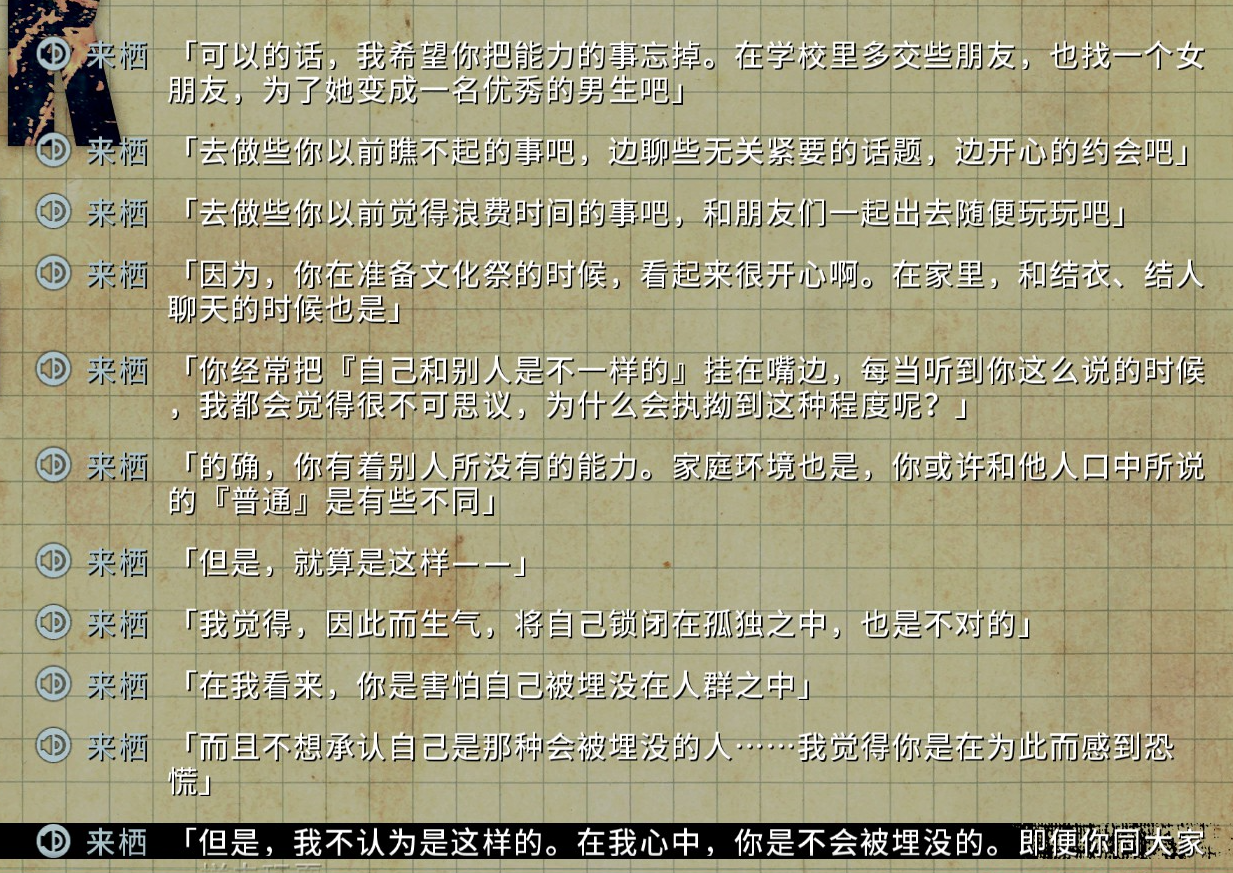 来栖 「可以的话，我希望你把能力的事忘掉。在学校里多交些朋友，也找一个女
朋友，为了她变成一名优秀的男生吧」
来栖 「去做些你以前瞧不起的事吧，边聊些无关紧要的话题，边开心的约会吧」
来栖 「去做些你以前觉得浪费时间的事吧，和朋友们一起出去随便玩玩吧」
来栖 「因为，你在准备文化祭的时候，看起来很开心啊。在家里，和结衣、结人
聊天的时候也是」
来栖 「你经常把『自己和别人是不一样的』挂在嘴边，每当听到你这么说的时候
，我都会觉得很不可思议，为什么会执拗到这种程度呢？」
来栖 「的确，你有着别人所没有的能力。家庭环境也是，你或许和他人口中所说
的『普通』是有些不同」
来栖 「但是，就算是这样——」
来栖 「我觉得，因此而生气，将自己锁闭在孤独之中，也是不对的」
来栖 「在我看来，你是害怕自己被埋没在人群之中」
来栖 「而且不想承认自己是那种会被埋没的人……我觉得你是在为此而感到恐
慌」
来栖 「但是，我不认为是这样的。在我心中，你是不会被埋没的。即便你同大家